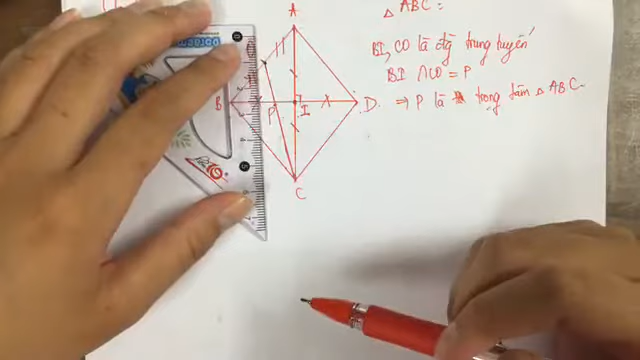 △ ABC:
A
BI, CO là đg trung tuyến
BI ∩ CO = P
⇒ P là trọng tâm △ ABC.
B
P
I
D
C